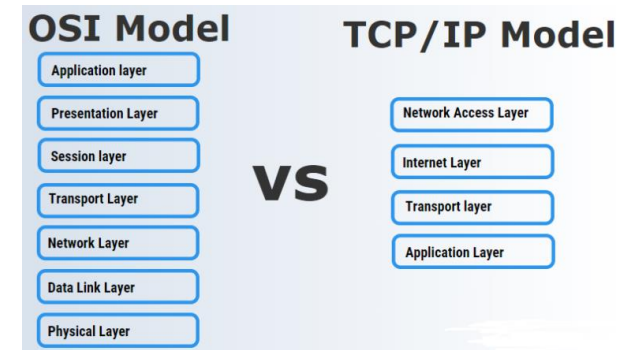 OSI Model
Application layer
Presentation Layer
Session layer
Transport Layer
Network Layer
Data Link Layer
Physical Layer
vs
TCP/IP Model
Network Access Layer
Internet Layer
Transport layer
Application Layer